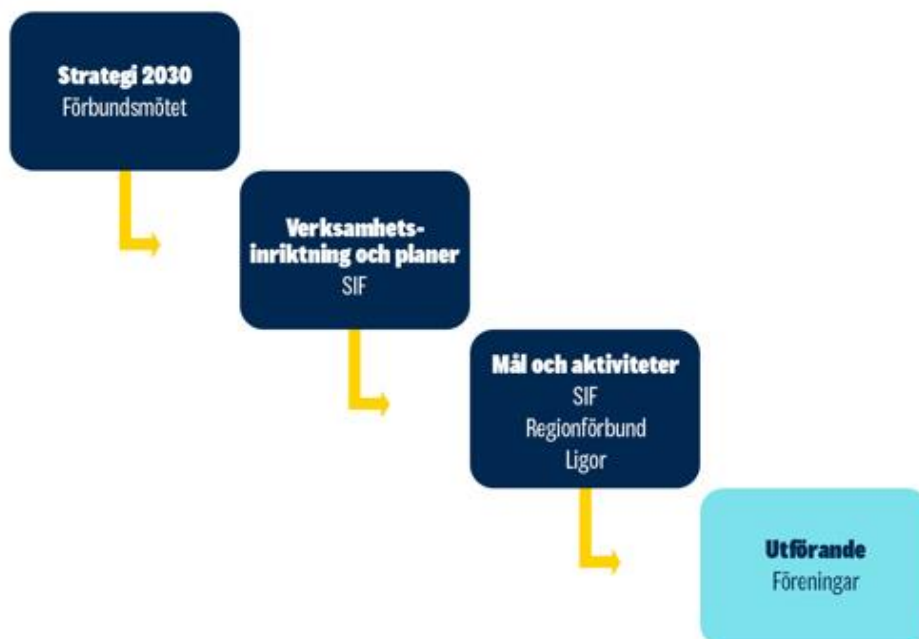 Strategi 2030
Förbundsmötet
Verksamhets-
inriktning och planer
SIF
Mål och aktiviteter
SIF
Regionförbund
Ligor
Utförande
Föreningar